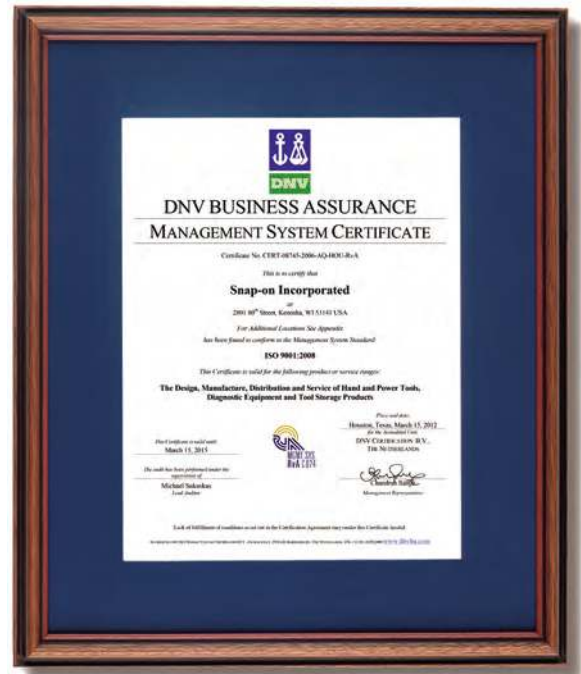 DNV
DNV BUSINESS ASSURANCE
MANAGEMENT SYSTEM CERTIFICATE
Certificate No. CERT-08745-2006-AQ-HOU-RvA
This is to certify that
Snap-on Incorporated
at
2801 80th Street, Kenosha, WI 53143 USA
For Additional Locations See Appendix
has been found to conform to the Management System Standard:
ISO 9001:2008
This Certificate is valid for the following product or service ranges:
The Design, Manufacture, Distribution and Service of Hand and Power Tools,
Diagnostic Equipment and Tool Storage Products
Place and date:
Houston, Texas, March 15, 2012
for the Accredited Unit
DNV CERTIFICATION B.V.,
THE NETHERLANDS
This Certificate is valid until:
March 15, 2015
The audit has been performed under the
supervision of
Michael
Lead Auditor
RvA C 024
Management Representative
Lack of fulfillment of conditions as set out in the Certification Agreement may render this Certificate invalid